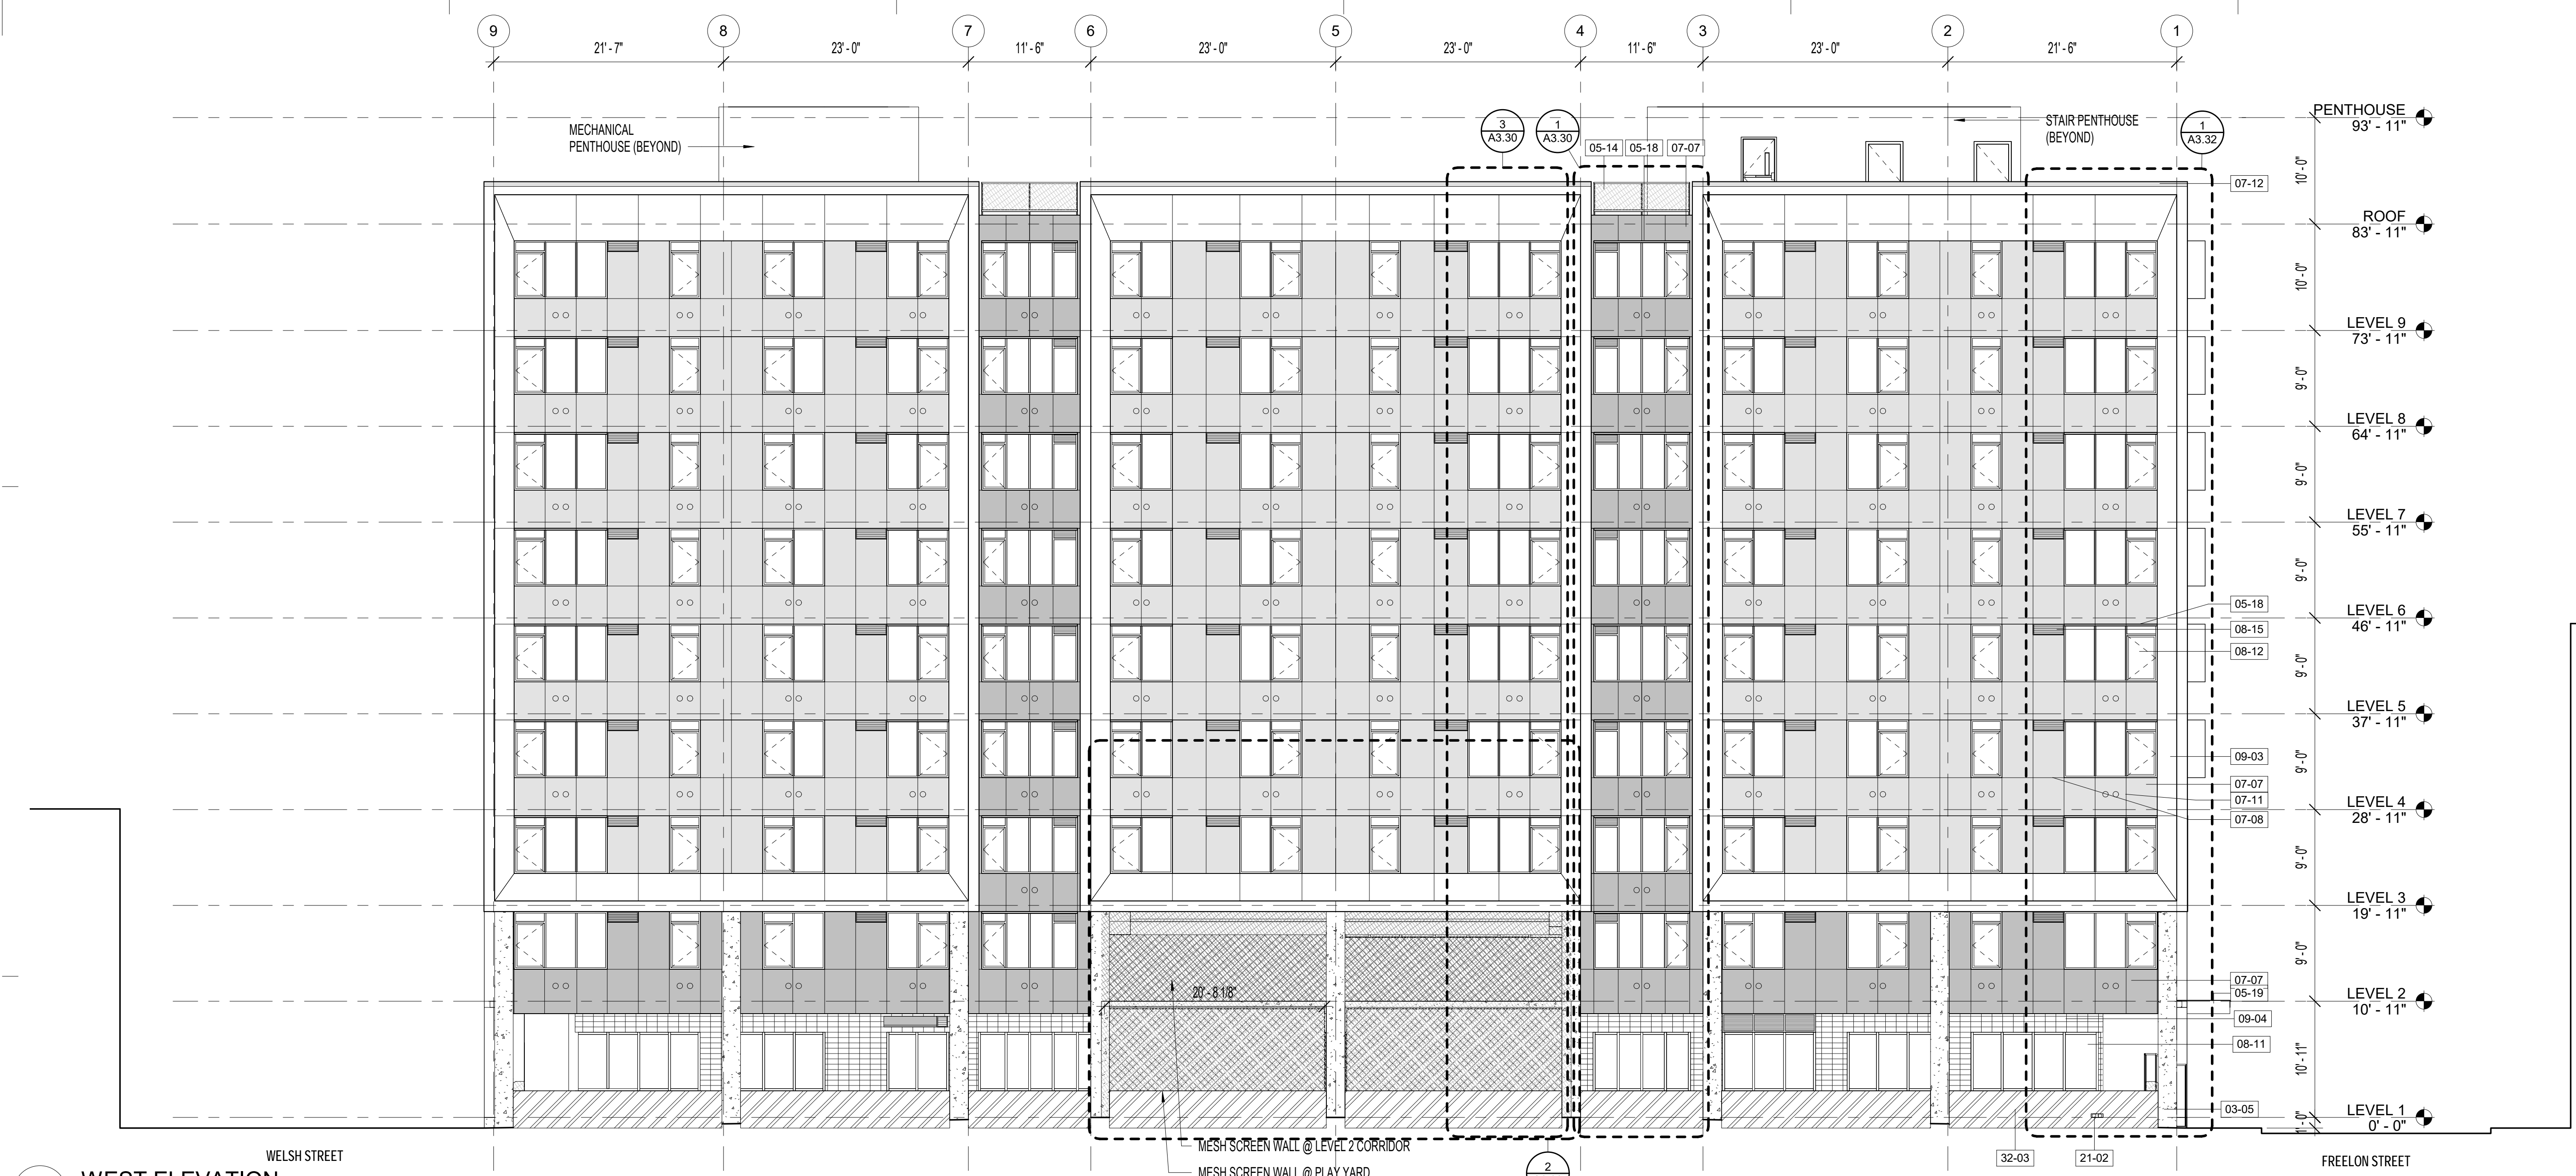 9 8 7 6 5 4 3 2 1
21' - 7" 23' - 0" 11' - 6" 23' - 0" 23' - 0" 11' - 6" 23' - 0" 21' - 6"
MECHANICAL
PENTHOUSE (BEYOND)
3
A3.30
1
A3.30
05-14 05-18 07-07
STAIR PENTHOUSE
(BEYOND)
1
A3.32
07-12
PENTHOUSE
93' - 11"
10' - 0"
ROOF
83' - 11"
10' - 0"
LEVEL 9
73' - 11"
9' - 0"
LEVEL 8
64' - 11"
9' - 0"
LEVEL 7
55' - 11"
9' - 0"
05-18
LEVEL 6
46' - 11"
08-15
08-12
9' - 0"
LEVEL 5
37' - 11"
09-03
9' - 0"
07-07
07-11
LEVEL 4
28' - 11"
07-08
9' - 0"
LEVEL 3
19' - 11"
9' - 0"
07-07
05-19
20' - 8 1/8"
LEVEL 2
10' - 11"
09-04
08-11
10' - 11"
03-05
LEVEL 1
0' - 0"
1' - 0"
MESH SCREEN WALL @ LEVEL 2 CORRIDOR
MESH SCREEN WALL @ PLAY YARD
2
32-03 21-02
WELSH STREET
FREELON STREET
WEST ELEVATION